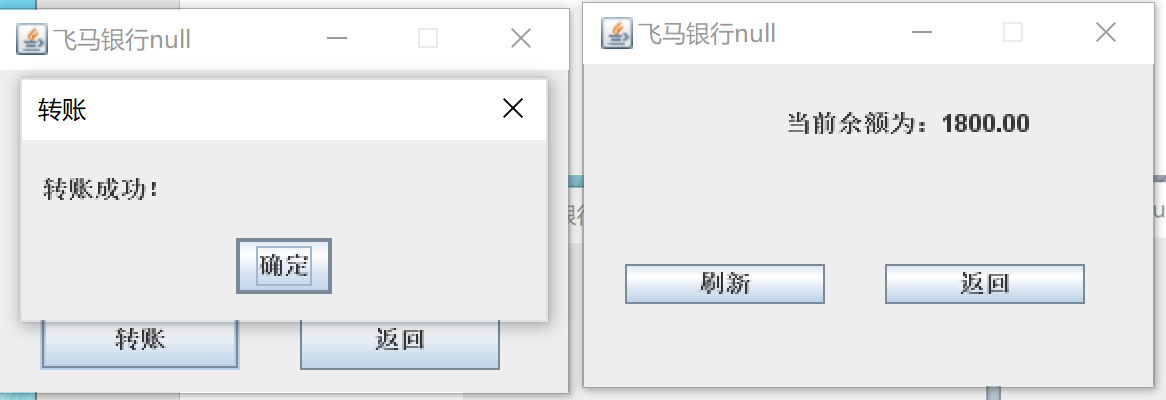 飞马银行null
转账
转账成功！
确定
转账
返回
飞马银行null
当前余额为：1800.00
刷新
返回